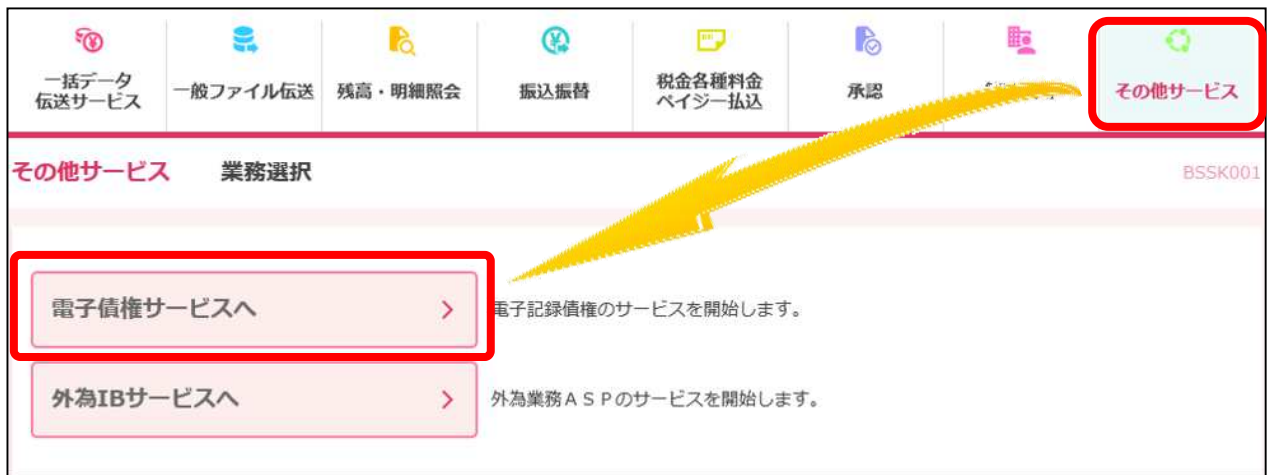 一括データ
伝送サービス
一般ファイル伝送
残高・明細照会
振込振替
税金各種料金
ペイジー払込
承認
その他サービス
その他サービス 業務選択
BSSK001
電子債権サービスへ
電子記録債権のサービスを開始します。
外為IBサービスへ
外為業務ＡＳＰのサービスを開始します。